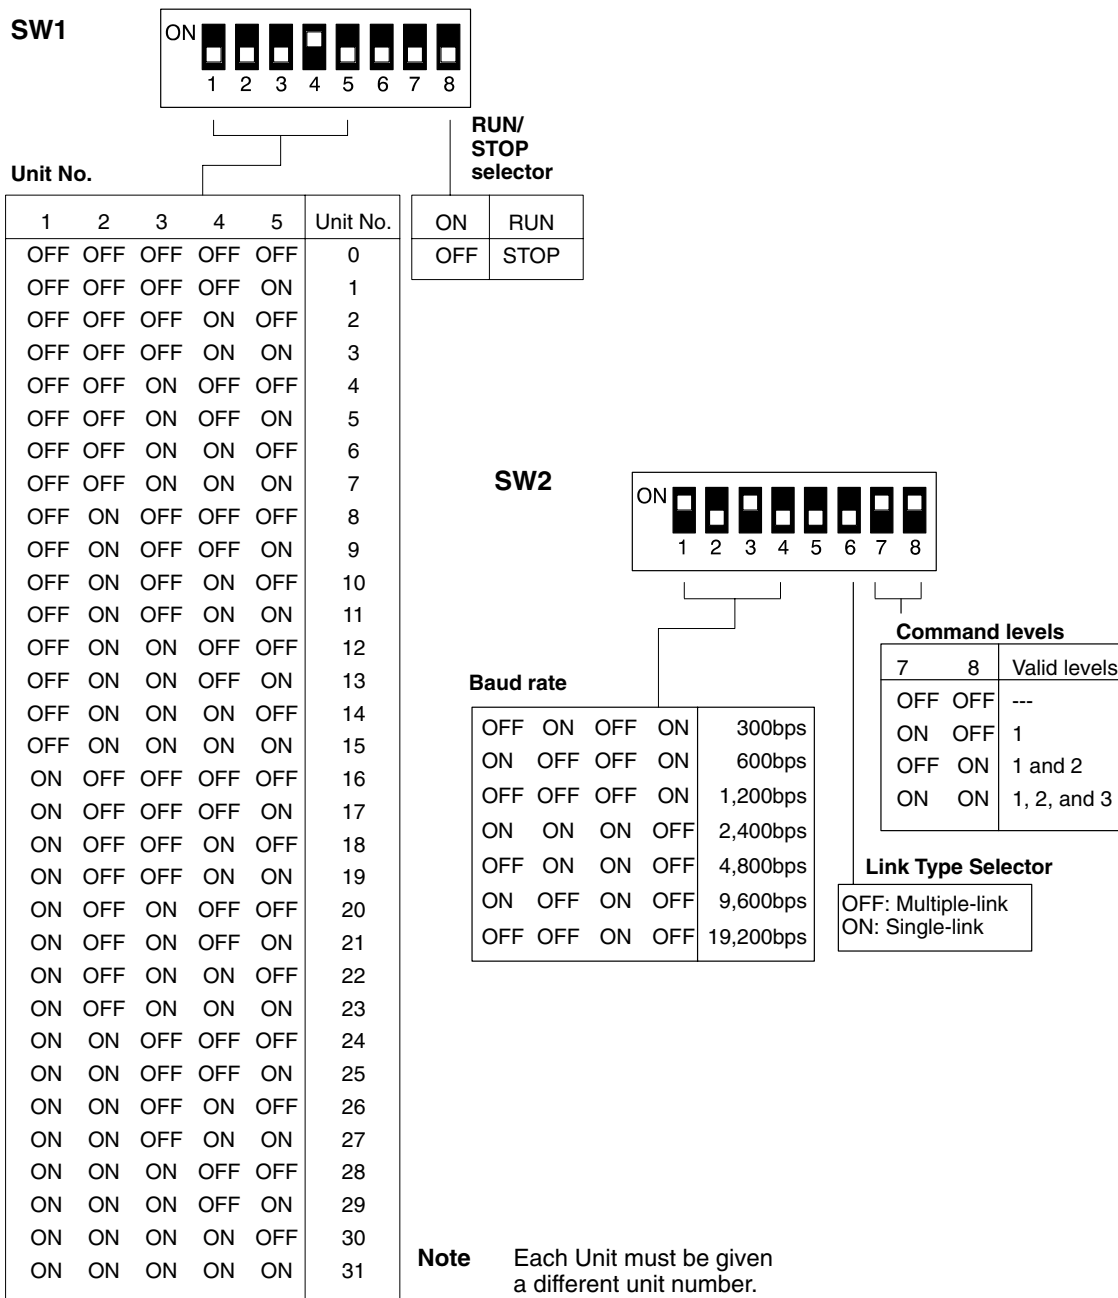 SW1
ON
1 2 3 4 5 6 7 8
RUN/
STOP
selector
Unit No.
1 2 3 4 5 Unit No.
OFF OFF OFF OFF OFF 0
OFF OFF OFF OFF ON 1
OFF OFF OFF ON OFF 2
OFF OFF OFF ON ON 3
OFF OFF ON OFF OFF 4
OFF OFF ON OFF ON 5
OFF OFF ON ON OFF 6
OFF OFF ON ON ON 7
OFF ON OFF OFF OFF 8
OFF ON OFF OFF ON 9
OFF ON OFF ON OFF 10
OFF ON OFF ON ON 11
OFF ON ON OFF OFF 12
OFF ON ON OFF ON 13
OFF ON ON ON OFF 14
OFF ON ON ON ON 15
ON OFF OFF OFF OFF 16
ON OFF OFF OFF ON 17
ON OFF OFF ON OFF 18
ON OFF OFF ON ON 19
ON OFF ON OFF OFF 20
ON OFF ON OFF ON 21
ON OFF ON ON OFF 22
ON OFF ON ON ON 23
ON ON OFF OFF OFF 24
ON ON OFF OFF ON 25
ON ON OFF ON OFF 26
ON ON OFF ON ON 27
ON ON ON OFF OFF 28
ON ON ON OFF ON 29
ON ON ON ON OFF 30
ON ON ON ON ON 31
ON RUN
OFF STOP
SW2
ON
1 2 3 4 5 6 7 8
Command levels
7 8 Valid levels
OFF OFF ---
ON OFF 1
OFF ON 1 and 2
ON ON 1, 2, and 3
Baud rate
OFF ON OFF ON 300bps
ON OFF OFF ON 600bps
OFF OFF OFF ON 1,200bps
ON ON ON OFF 2,400bps
OFF ON ON OFF 4,800bps
ON OFF ON OFF 9,600bps
OFF OFF ON OFF 19,200bps
Link Type Selector
OFF: Multiple-link
ON: Single-link
Note Each Unit must be given
a different unit number.